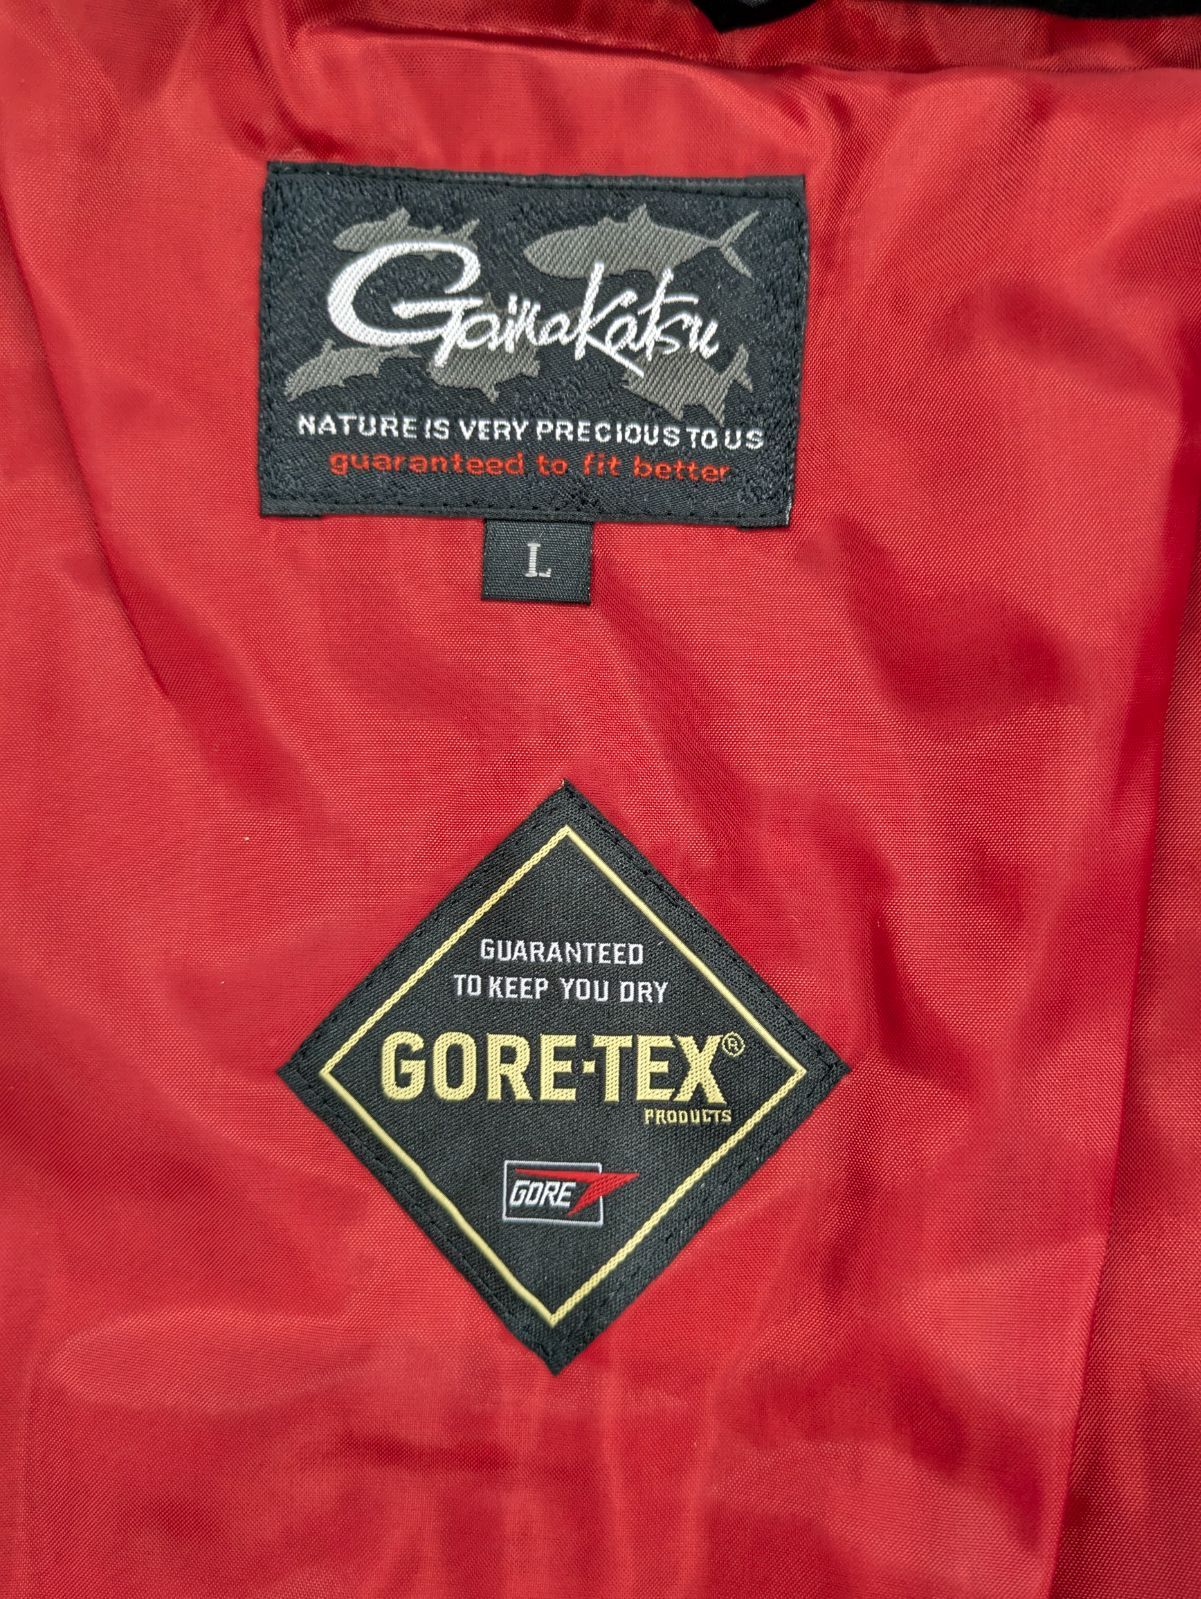 Gamakatsu
NATURE IS VERY PRECIOUS TO US
guaranteed to fit better
L
GUARANTEED
TO KEEP YOU DRY
GORE-TEX®
PRODUCTS
GORE